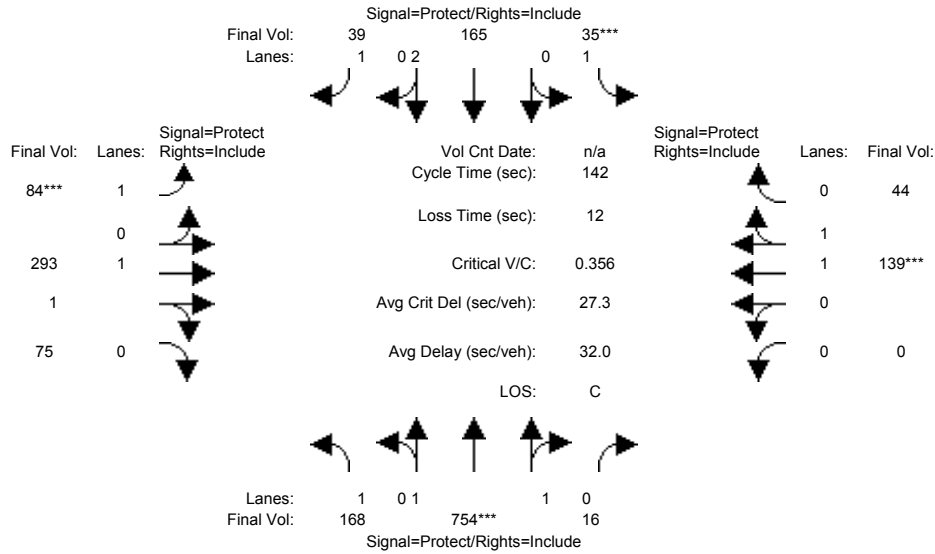 Signal=Protect/Rights=Include
Final Vol: 39 165 35***
Lanes: 1 0 2 0 1
Signal=Protect
Final Vol: Lanes: Rights=Include
84*** 1
0
293 1
1
75 0
Vol Cnt Date: n/a
Cycle Time (sec): 142
Loss Time (sec): 12
Critical V/C: 0.356
Avg Crit Del (sec/veh): 27.3
Avg Delay (sec/veh): 32.0
LOS: C
Signal=Protect
Rights=Include Lanes: Final Vol:
0 44
1
1 139***
0
0 0
Lanes: 1 0 1 1 0
Final Vol: 168 754*** 16
Signal=Protect/Rights=Include